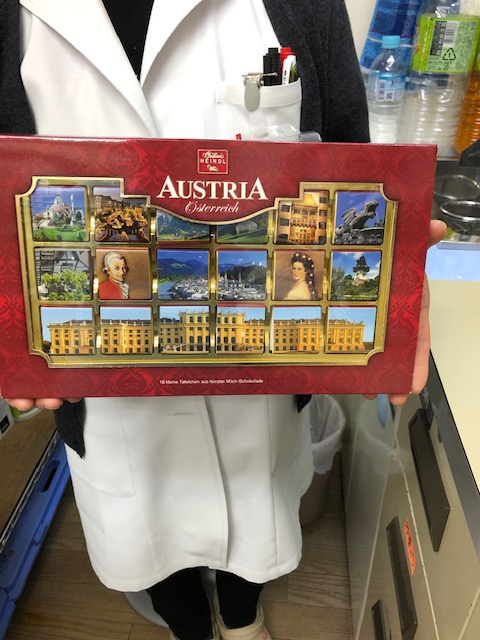 HEINDL
AUSTRIA
Österreich
18 kleine Täfelchen aus feinster Milch-Schokolade